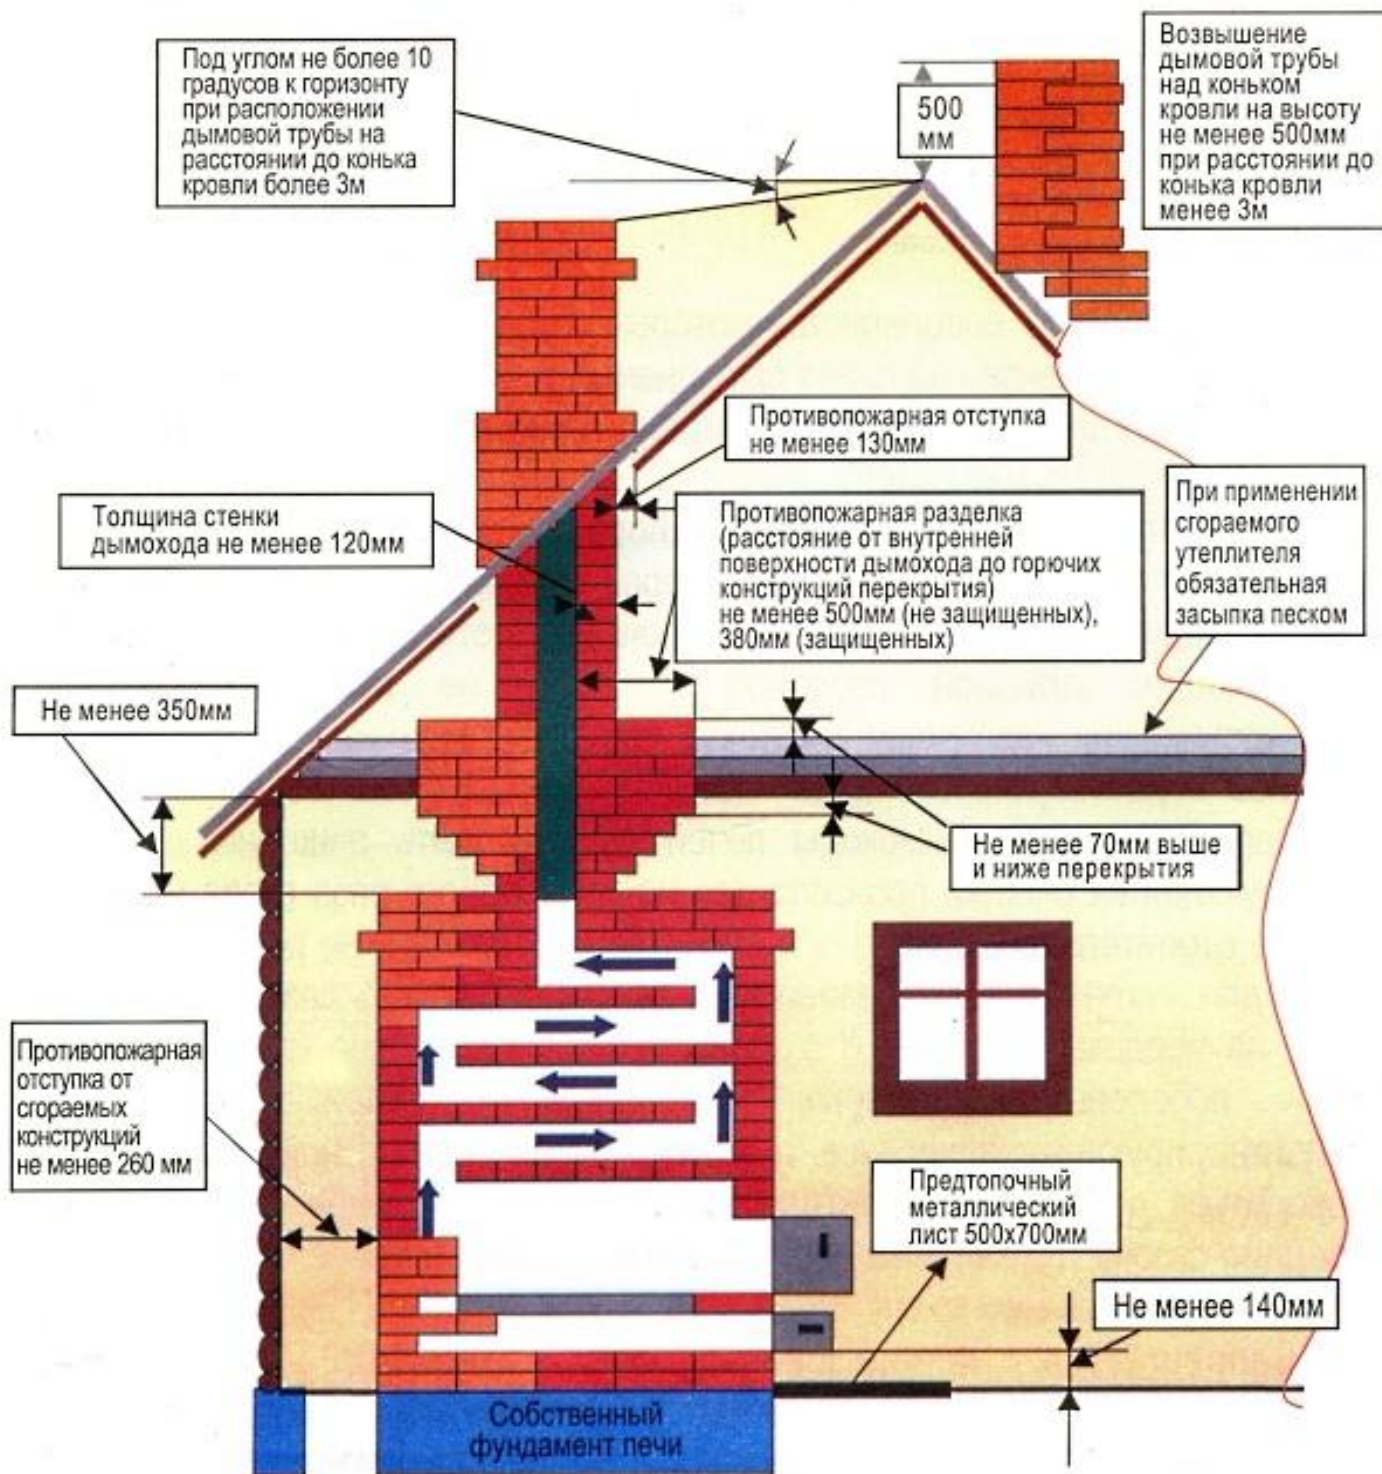 Под углом не более 10
градусов к горизонту
при расположении
дымовой трубы на
расстоянии до конька
кровли более 3м
500
мм
Возвышение
дымовой трубы
над коньком
кровли на высоту
не менее 500мм
при расстоянии до
конька кровли
менее 3м
Противопожарная отступка
не менее 130мм
Толщина стенки
дымохода не менее 120мм
Противопожарная разделка
(расстояние от внутренней
поверхности дымохода до горючих
конструкций перекрытия)
не менее 500мм (не защищенных),
380мм (защищенных)
При применении
сгораемого
утеплителя
обязательная
засыпка песком
Не менее 350мм
Не менее 70мм выше
и ниже перекрытия
Противопожарная
отступка от
сгораемых
конструкций
не менее 260 мм
Предтопочный
металлический
лист 500х700мм
Не менее 140мм
Собственный
фундамент печи